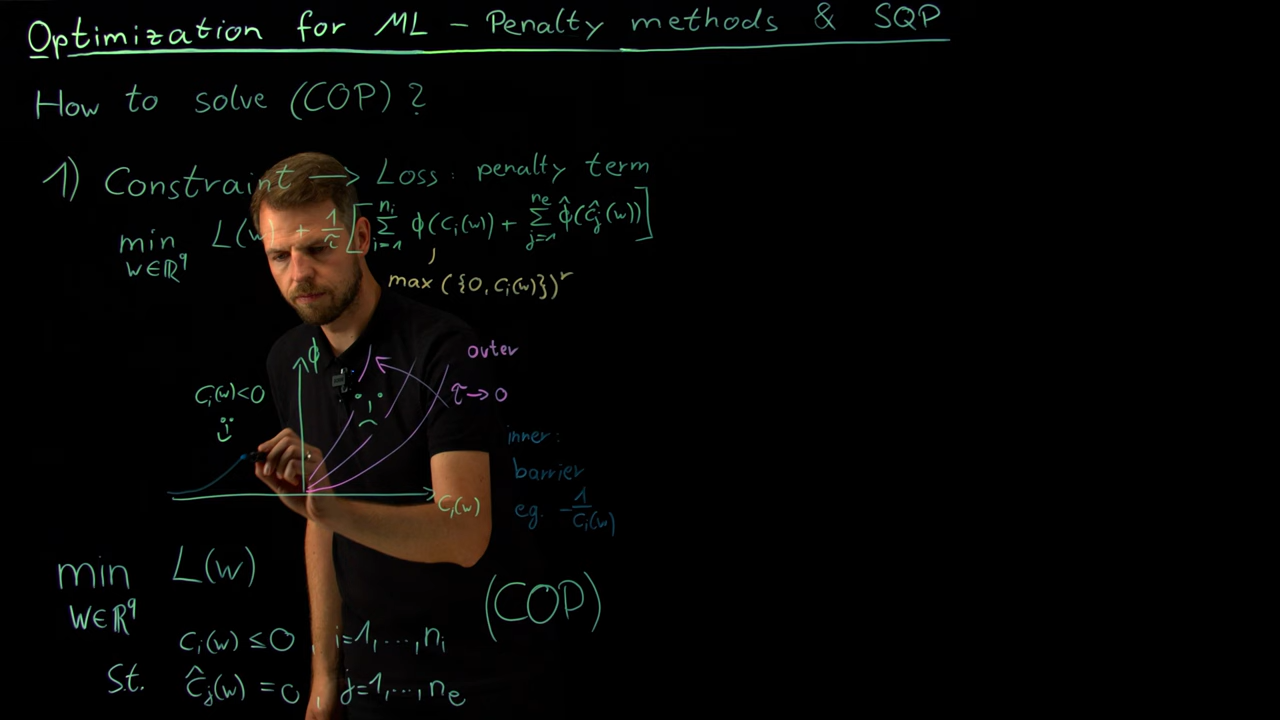 Optimization for ML – Penalty methods & SQP
How to solve (COP) ?
1) Constraint → Loss: penalty term
min w∈ℝ^q L(w) + 1/τ [ ∑_{i=1}^{n_i} ϕ(C_i(w)) + ∑_{j=1}^{n_e} ϕ̂(ĉ_j(w)) ]
max ({0, C_i(w)})^r
ϕ
outer
C_i(w)<0
τ→0
inner:
barrier
eg. -1/C_i(w)
C_i(w)
min w∈ℝ^q L(w)
(COP)
St. C_i(w) ≤ 0 , i=1,...,n_i
ĉ_j(w) = 0 , j=1,...,n_e